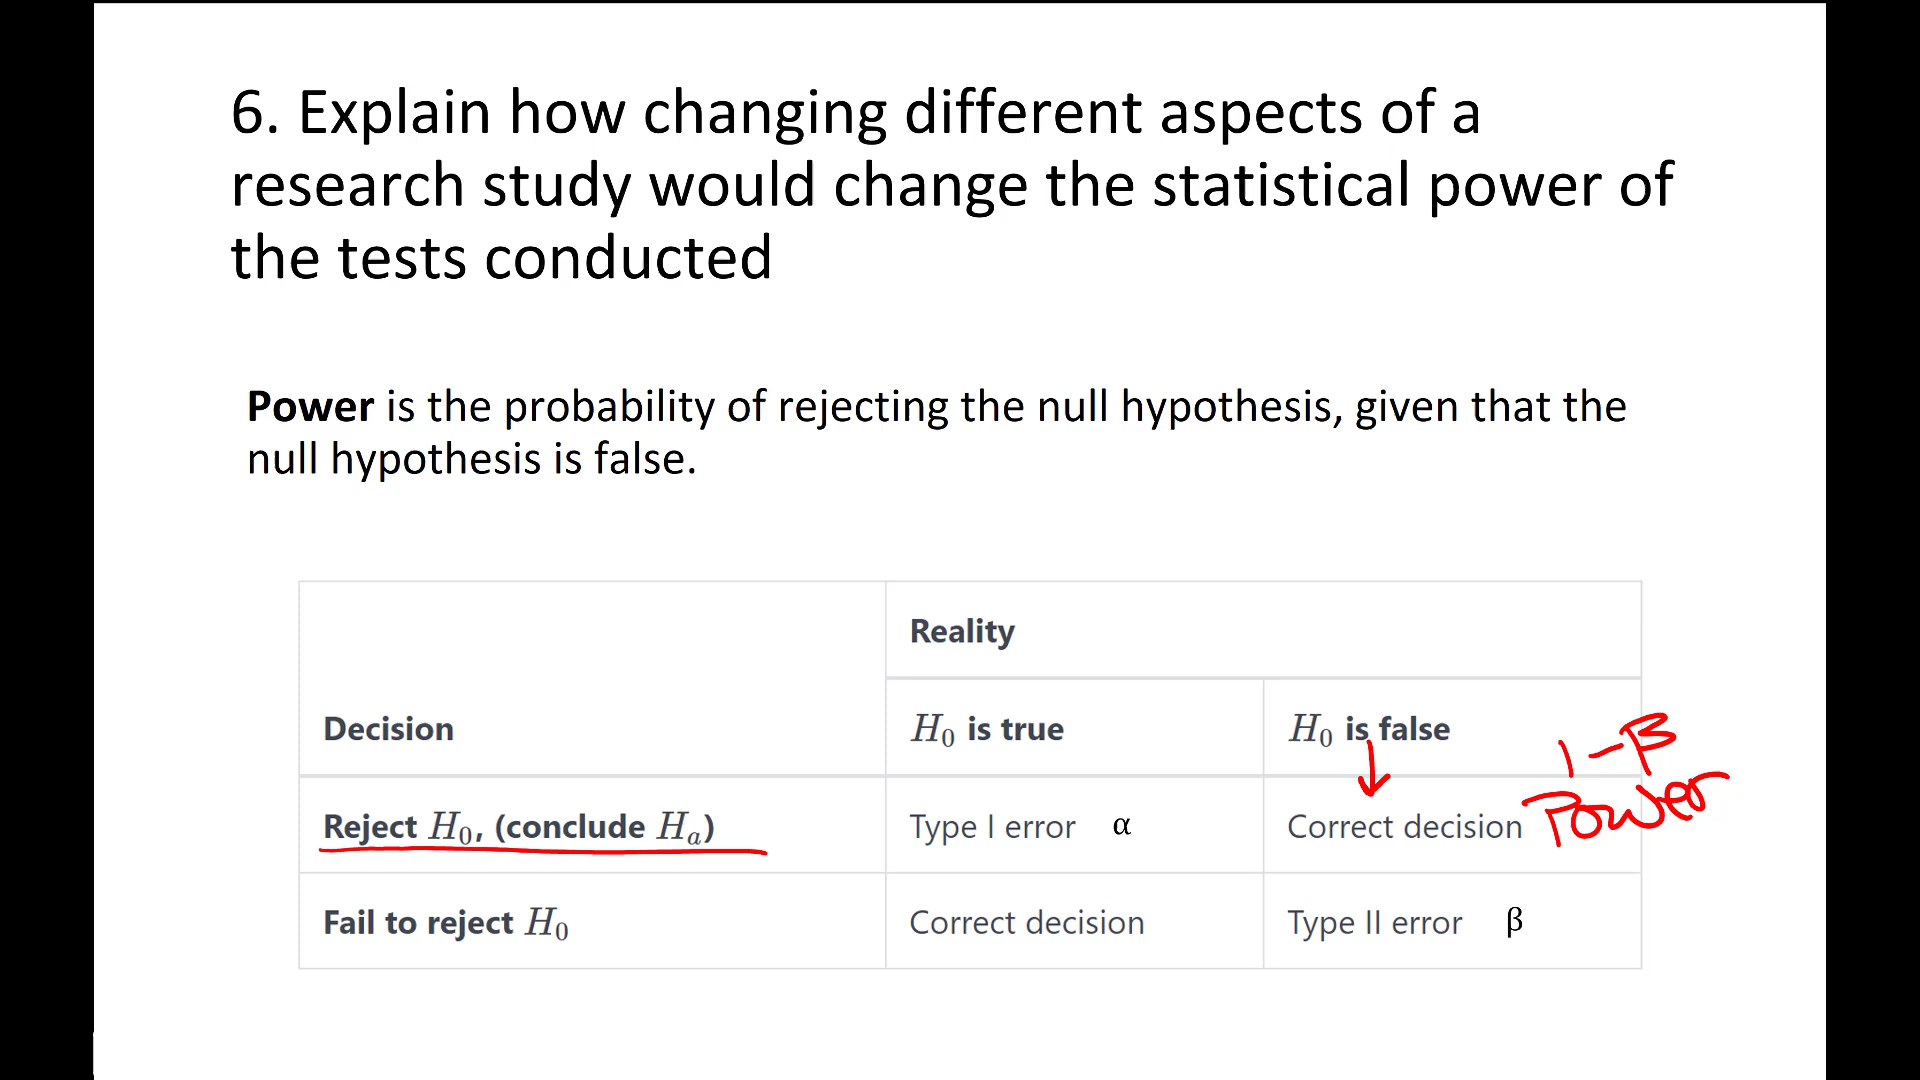 6. Explain how changing different aspects of a
research study would change the statistical power of
the tests conducted
Power is the probability of rejecting the null hypothesis, given that the
null hypothesis is false.
Reality
Decision H₀ is true H₀ is false 1-β
Reject H₀, (conclude Hₐ) Type I error α Correct decision Power
Fail to reject H₀ Correct decision Type II error β